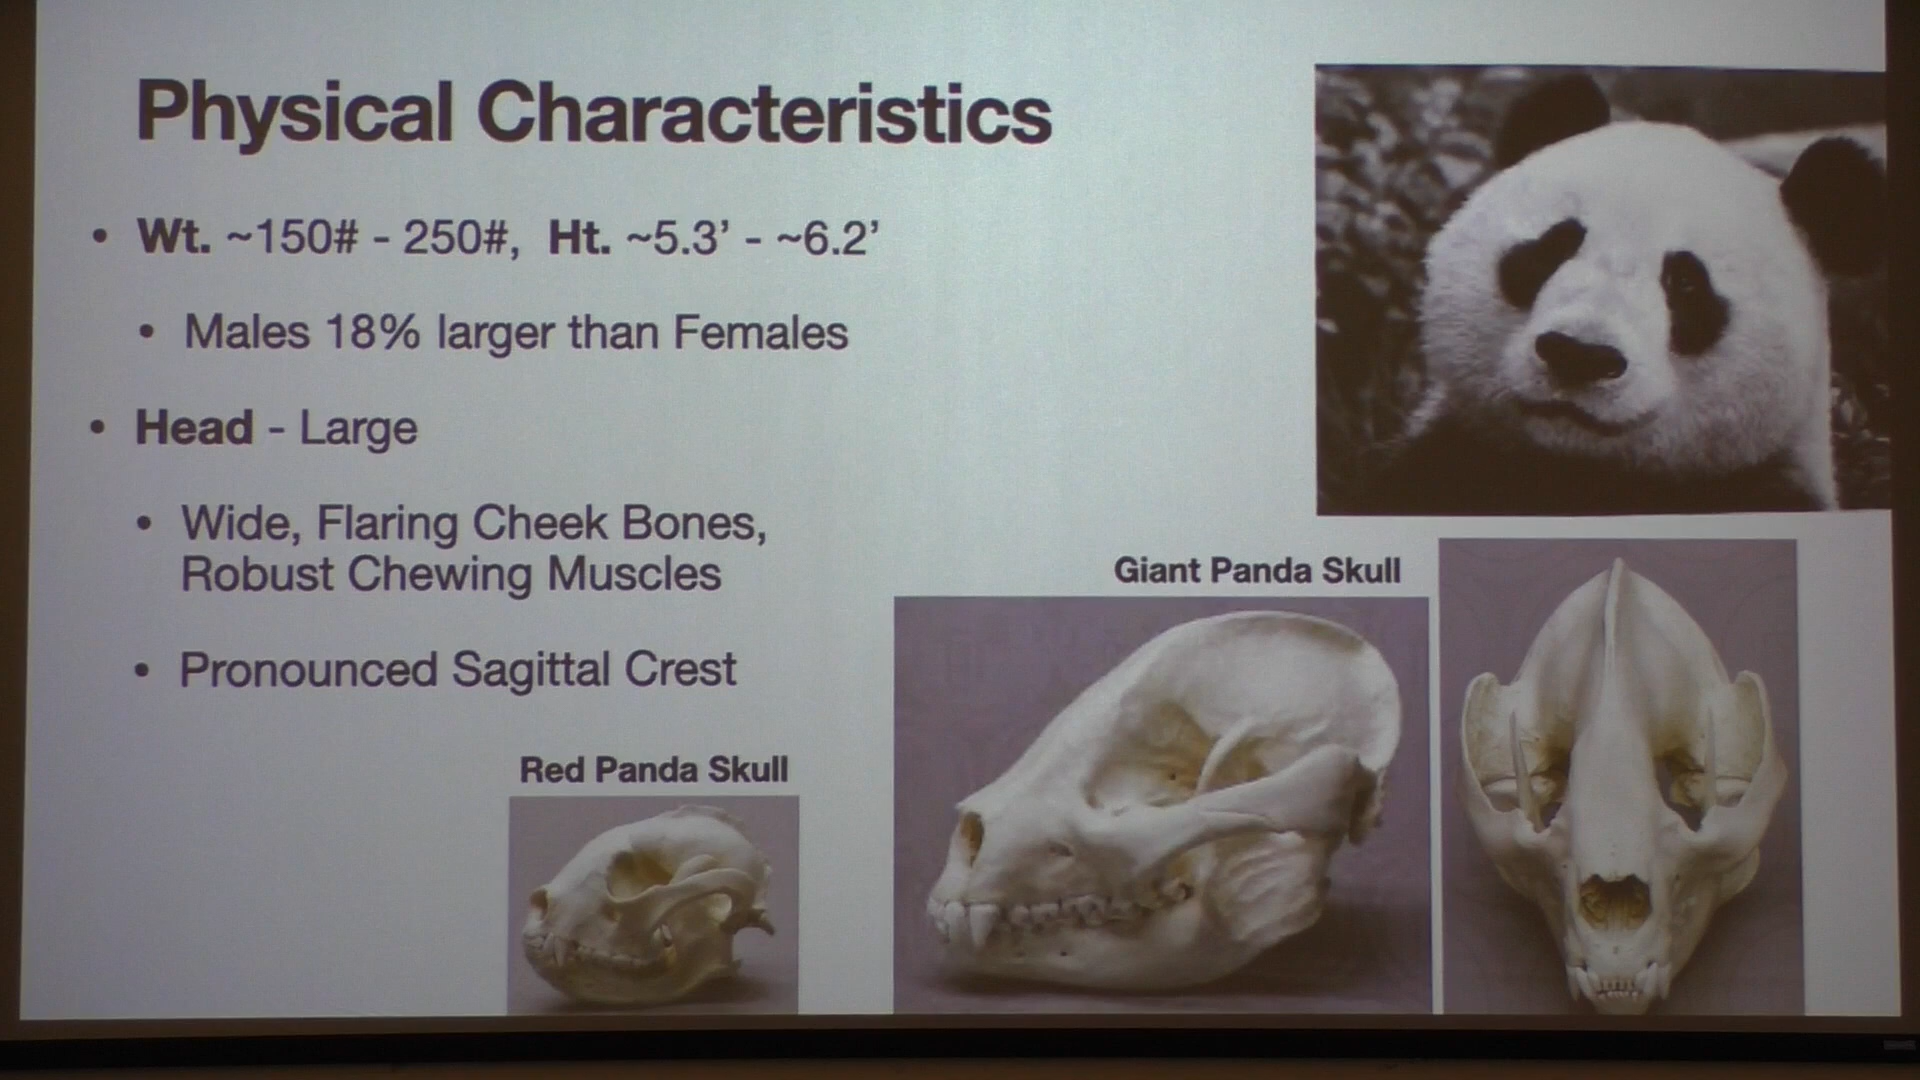 Physical Characteristics
• Wt. ~150# - 250#, Ht. ~5.3’ - ~6.2’
• Males 18% larger than Females
• Head - Large
• Wide, Flaring Cheek Bones,
Robust Chewing Muscles
• Pronounced Sagittal Crest
Giant Panda Skull
Red Panda Skull